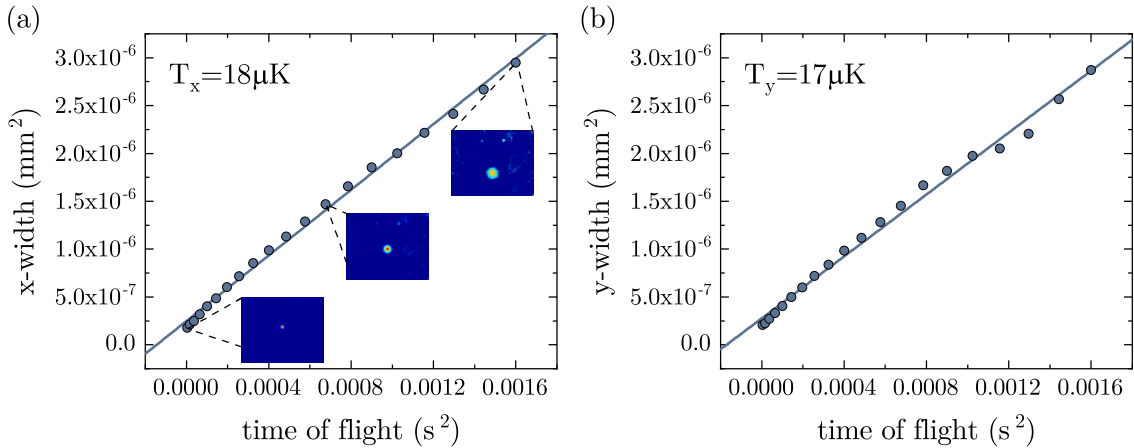 (a)
T_x=18μK
x-width (mm²)
3.0x10⁻⁶
2.5x10⁻⁶
2.0x10⁻⁶
1.5x10⁻⁶
1.0x10⁻⁶
5.0x10⁻⁷
0.0
0.0000 0.0004 0.0008 0.0012 0.0016
time of flight (s²)
(b)
T_y=17μK
y-width (mm²)
3.0x10⁻⁶
2.5x10⁻⁶
2.0x10⁻⁶
1.5x10⁻⁶
1.0x10⁻⁶
5.0x10⁻⁷
0.0
0.0000 0.0004 0.0008 0.0012 0.0016
time of flight (s²)